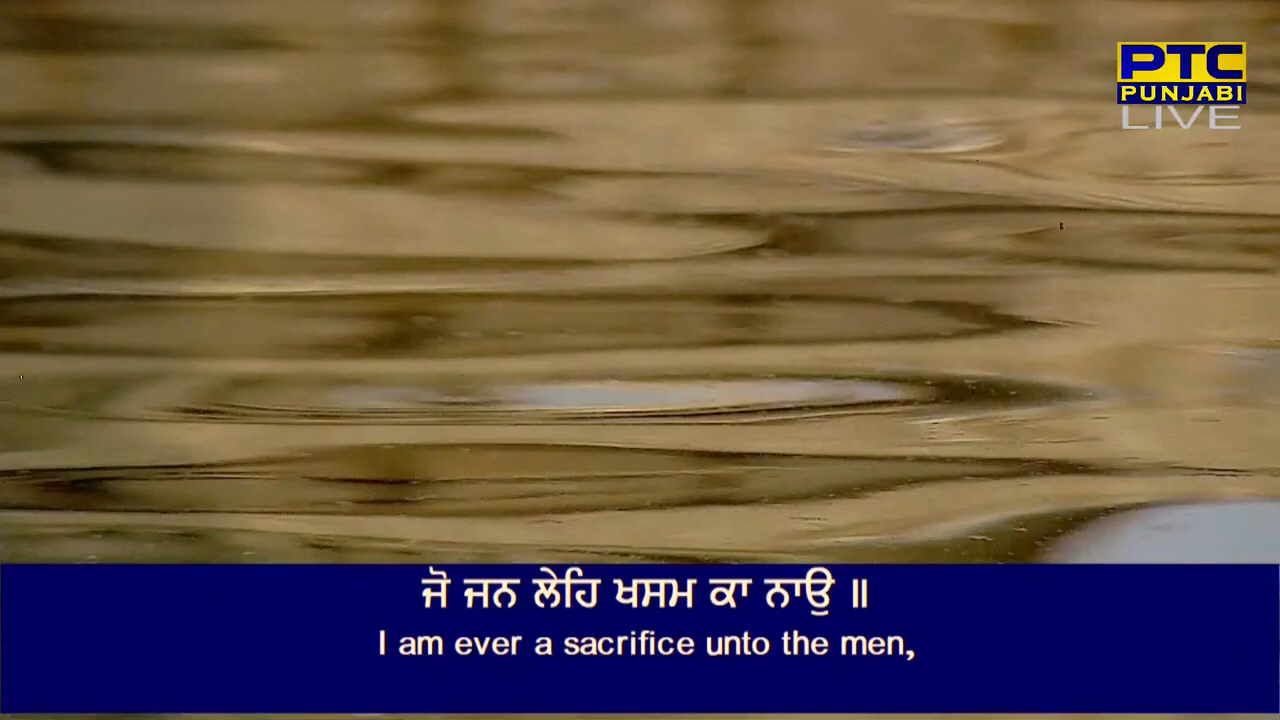 PTC
PUNJABI
LIVE
ਜੋ ਜਨ ਲੇਹਿ ਖਸਮ ਕਾ ਨਾਉ ॥
I am ever a sacrifice unto the men,